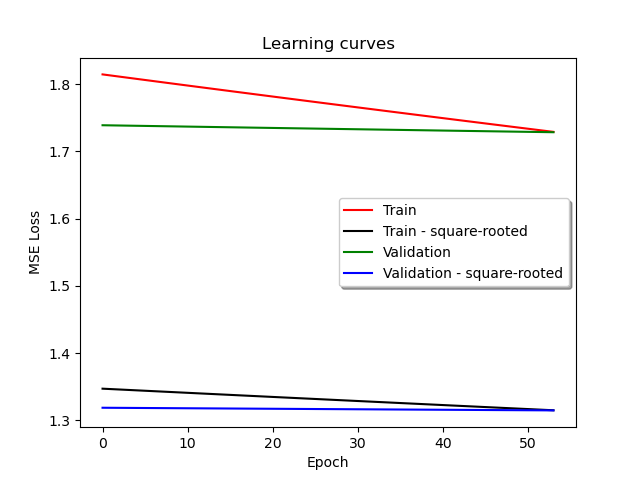 Learning curves
MSE Loss
1.8
1.7
1.6
1.5
1.4
1.3
Train
Train - square-rooted
Validation
Validation - square-rooted
0 10 20 30 40 50
Epoch